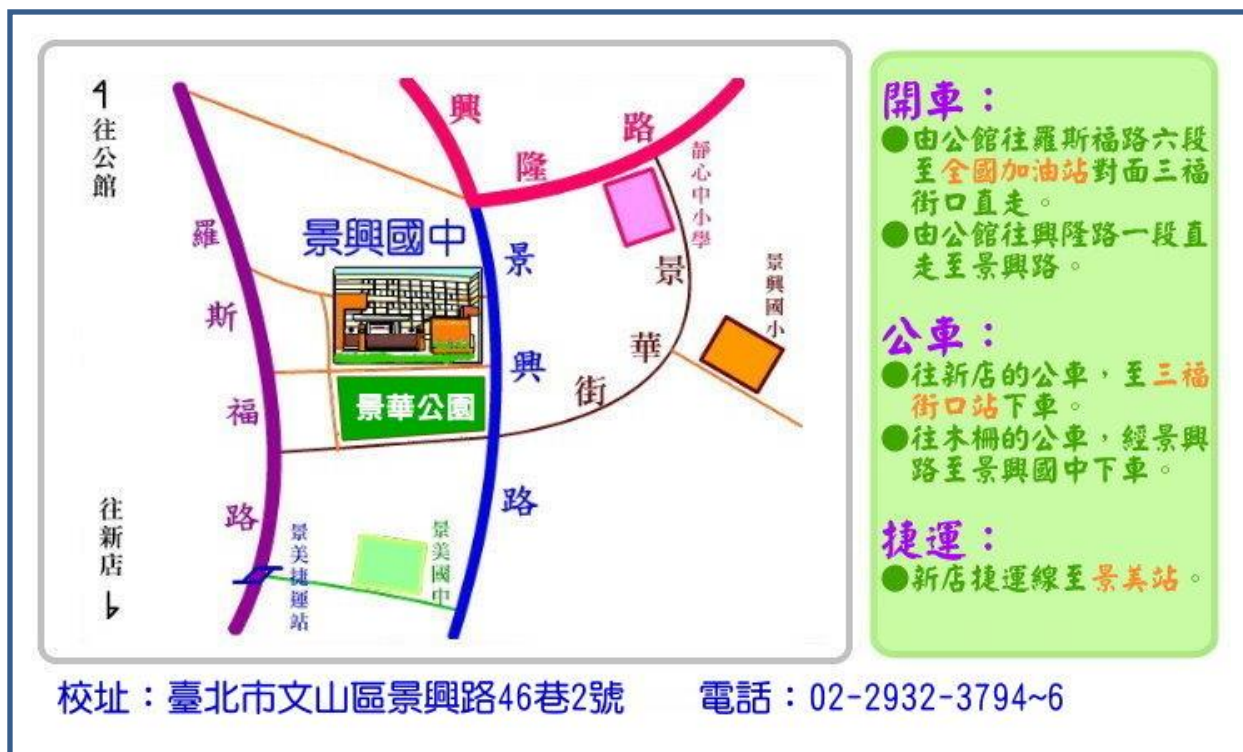 往公館
羅斯福路
往新店
興隆路
靜心中小學
景興國中
景興路
景華街
景興國小
景華公園
景美捷運站
景美國中
開車：
●由公館往羅斯福路六段
至全國加油站對面三福
街口直走。
●由公館往興隆路一段直
走至景興路。
公車：
●往新店的公車，至三福
街口站下車。
●往木柵的公車，經景興
路至景興國中下車。
捷運：
●新店捷運線至景美站。
校址：臺北市文山區景興路46巷2號 電話：02-2932-3794~6